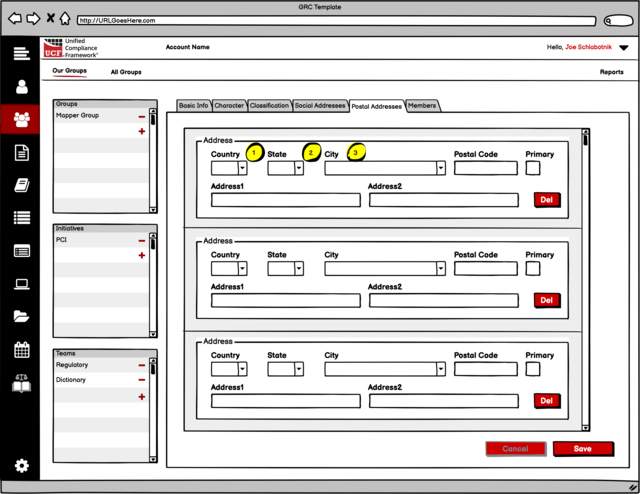 GRC Template
http://URLGoesHere.com
UCF Unified Compliance Framework™
Account Name
Hello, Joe Schlabotnik
Our Groups
All Groups
Reports
Groups
Mapper Group
Initiatives
PCI
Teams
Regulatory
Dictionary
Basic Info
Character
Classification
Social Addresses
Postal Addresses
Members
Address
Country 1 State 2 City 3 Postal Code Primary
Address1 Address2
Del
Address
Country State City Postal Code Primary
Address1 Address2
Del
Address
Country State City Postal Code Primary
Address1 Address2
Del
Cancel Save